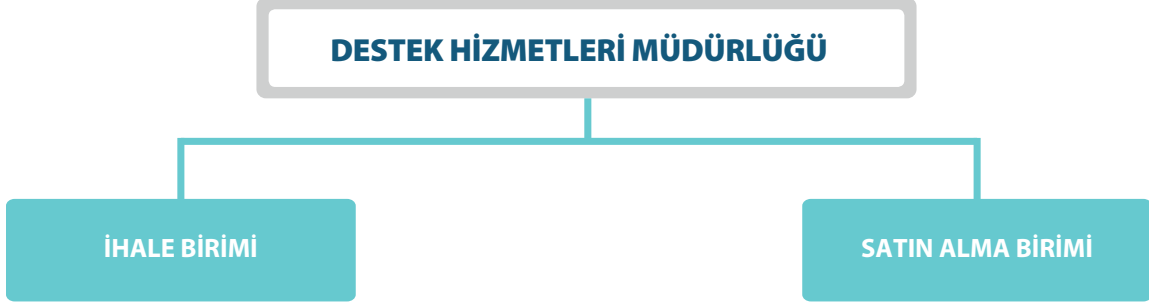 DESTEK HİZMETLERİ MÜDÜRLÜĞÜ
İHALE BİRİMİ
SATIN ALMA BİRİMİ